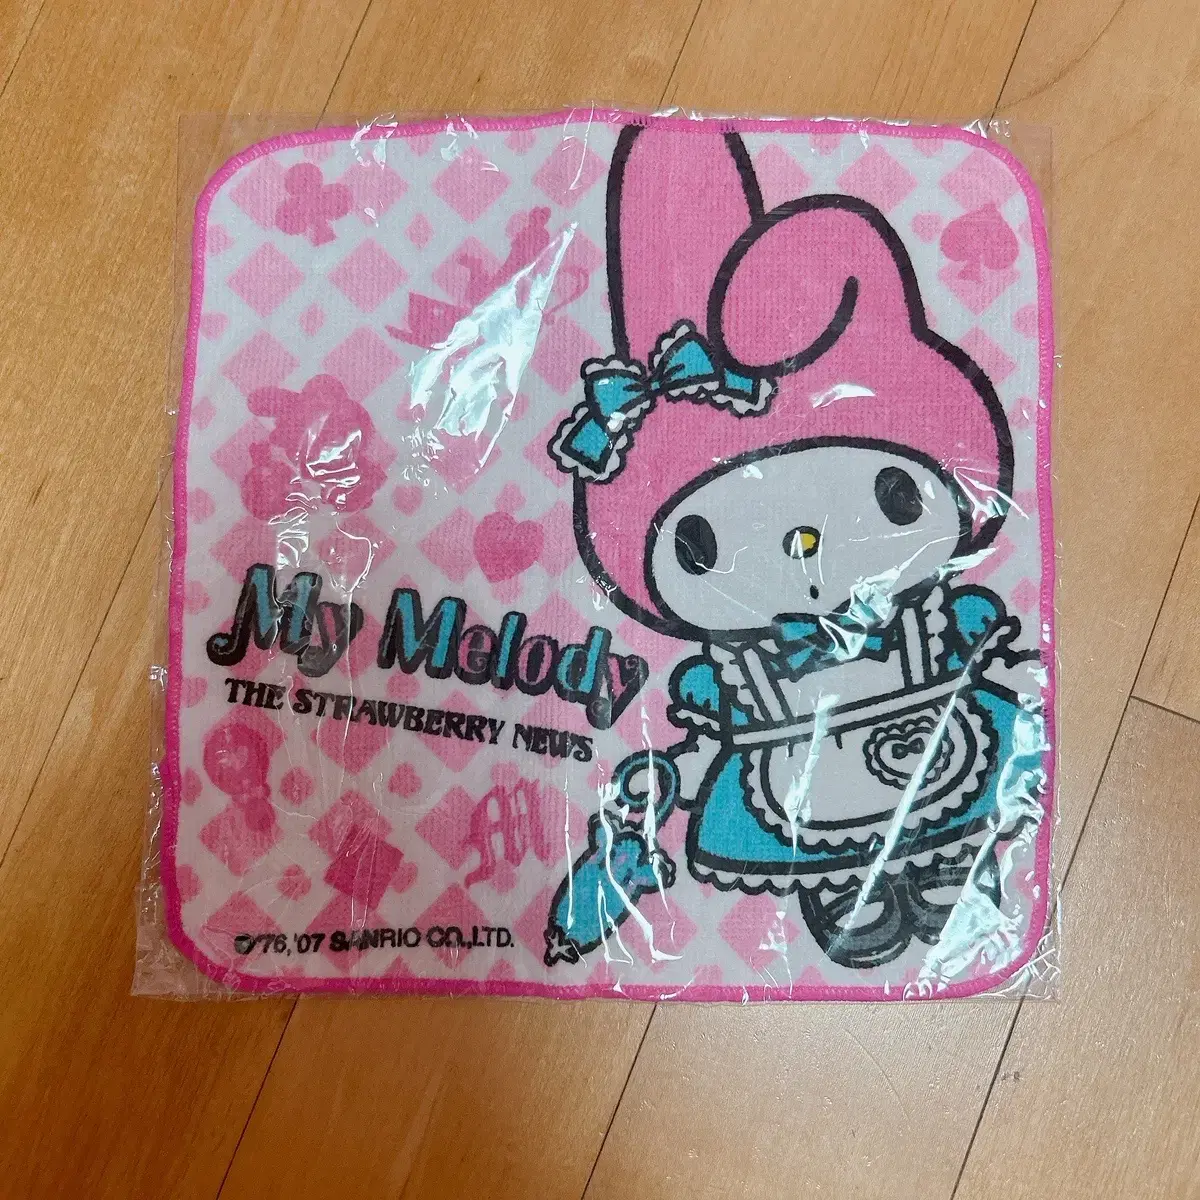 My Melody
THE STRAWBERRY NEWS
©'76,'07 SANRIO CO.,LTD.